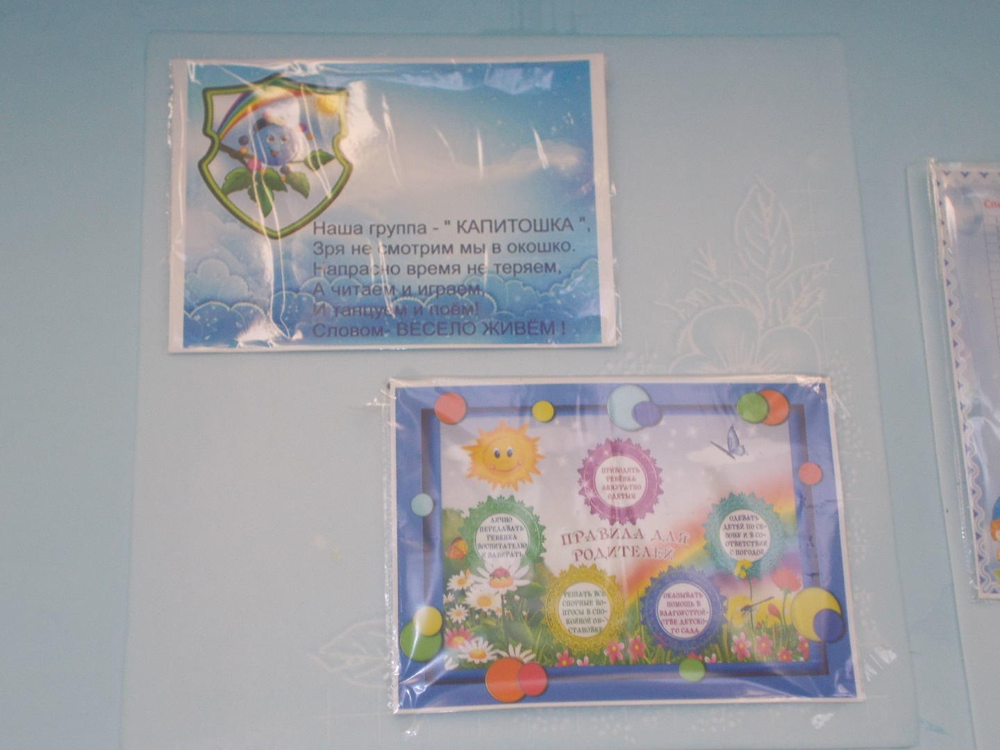 Наша группа - " КАПИТОШКА ",
Зря не смотрим мы в окошко.
Напрасно время не теряем,
А читаем и играем,
И танцуем и поём!
Словом- ВЕСЕЛО ЖИВЁМ !
ПРИВОДИТЬ
РЕБЁНКА
АККУРАТНО
ОДЕТЫМ
ЛИЧНО
ПЕРЕДАВАТЬ
РЕБЕНКА
ВОСПИТАТЕЛЮ
И ЗАБИРАТЬ
ПРАВИЛА ДЛЯ
РОДИТЕЛЕЙ
ОДЕВАТЬ
ДЕТЕЙ ПО СЕ-
ЗОНУ И В СО-
ОТВЕТСТВИИ
С ПОГОДОЙ
РЕШАТЬ ВСЕ
СПОРНЫЕ ВО-
ПРОСЫ В СПО-
КОЙНОЙ ОБ-
СТАНОВКЕ
ОКАЗЫВАТЬ
ПОМОЩЬ В
БЛАГОУСТРОЙ-
СТВЕ ДЕТСКО-
ГО САДА